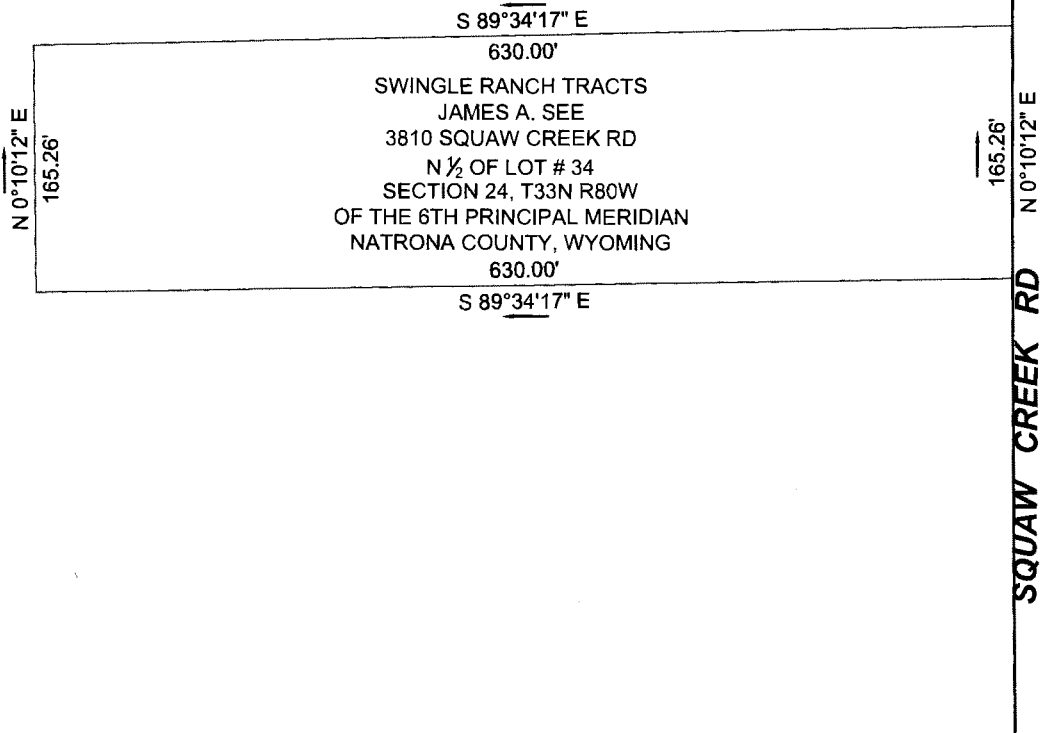 S 89°34'17" E
630.00'
N 0°10'12" E
165.26'
SWINGLE RANCH TRACTS
JAMES A. SEE
3810 SQUAW CREEK RD
N ½ OF LOT # 34
SECTION 24, T33N R80W
OF THE 6TH PRINCIPAL MERIDIAN
NATRONA COUNTY, WYOMING
165.26'
N 0°10'12" E
630.00'
S 89°34'17" E
SQUAW CREEK RD